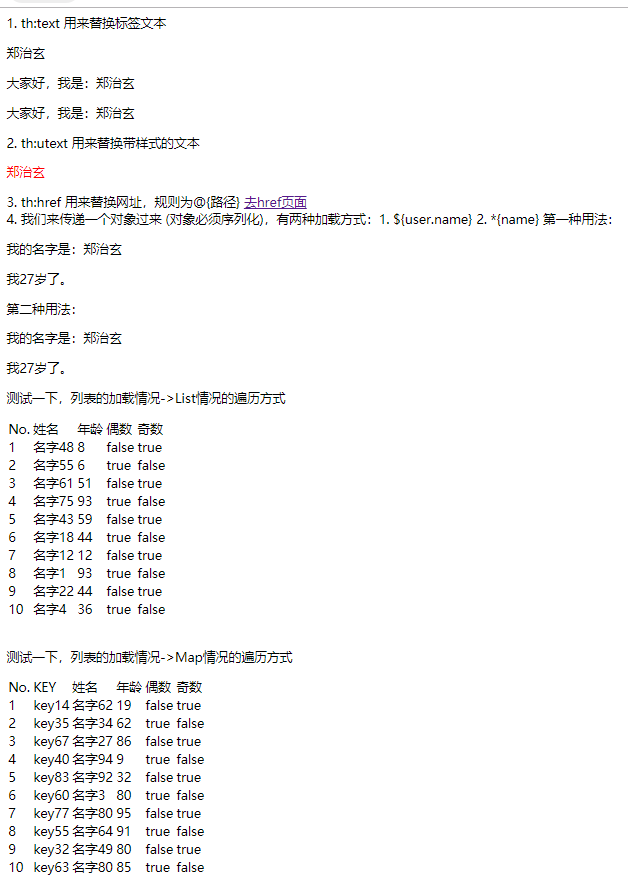 1. th:text 用来替换标签文本
郑治玄
大家好，我是：郑治玄
大家好，我是：郑治玄
2. th:utext 用来替换带样式的文本
郑治玄
3. th:href 用来替换网址，规则为@{路径} 去href页面
4. 我们来传递一个对象过来 (对象必须序列化)，有两种加载方式：1. ${user.name} 2. *{name} 第一种用法：
我的名字是：郑治玄
我27岁了。
第二种用法：
我的名字是：郑治玄
我27岁了。
测试一下，列表的加载情况->List情况的遍历方式
No. 姓名 年龄 偶数 奇数
1 名字48 8 false true
2 名字55 6 true false
3 名字61 51 false true
4 名字75 93 true false
5 名字43 59 false true
6 名字18 44 true false
7 名字12 12 false true
8 名字1 93 true false
9 名字22 44 false true
10 名字4 36 true false
测试一下，列表的加载情况->Map情况的遍历方式
No. KEY 姓名 年龄 偶数 奇数
1 key14 名字62 19 false true
2 key35 名字34 62 true false
3 key67 名字27 86 false true
4 key40 名字94 9 true false
5 key83 名字92 32 false true
6 key60 名字3 80 true false
7 key77 名字80 95 false true
8 key55 名字64 91 true false
9 key32 名字49 80 false true
10 key63 名字80 85 true false